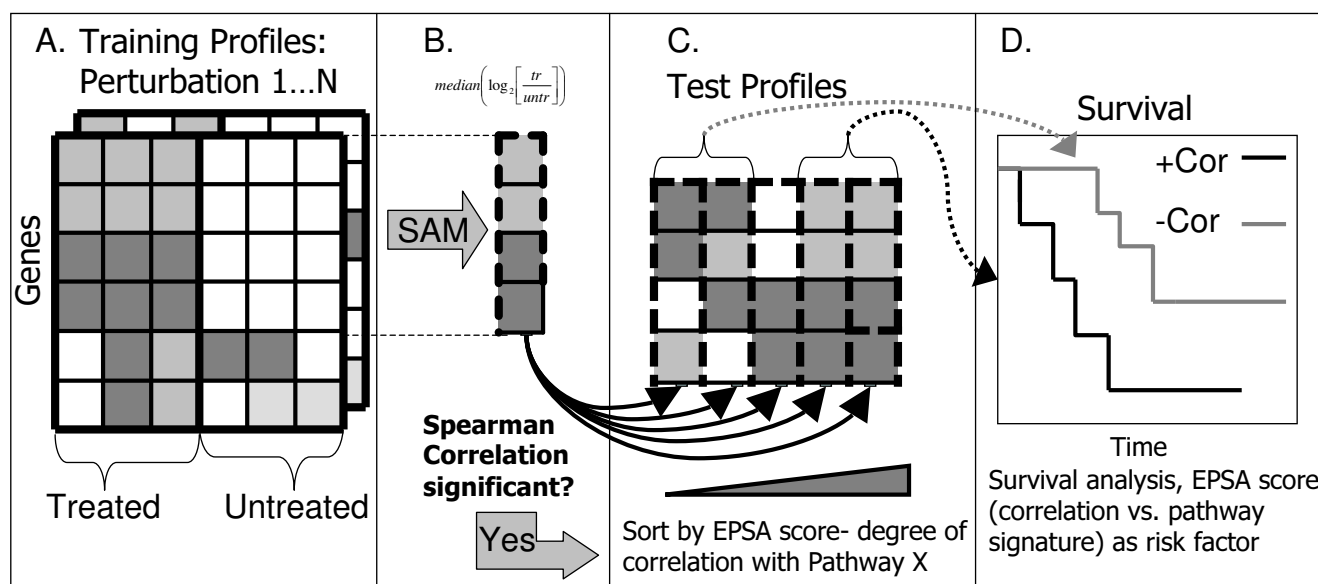 A. Training Profiles:
Perturbation 1...N
Genes
Treated
Untreated
B.
median(log₂[tr/untr])
SAM
Spearman
Correlation
significant?
Yes
C.
Test Profiles
Sort by EPSA score- degree of
correlation with Pathway X
D.
Survival
+Cor
-Cor
Time
Survival analysis, EPSA score
(correlation vs. pathway
signature) as risk factor